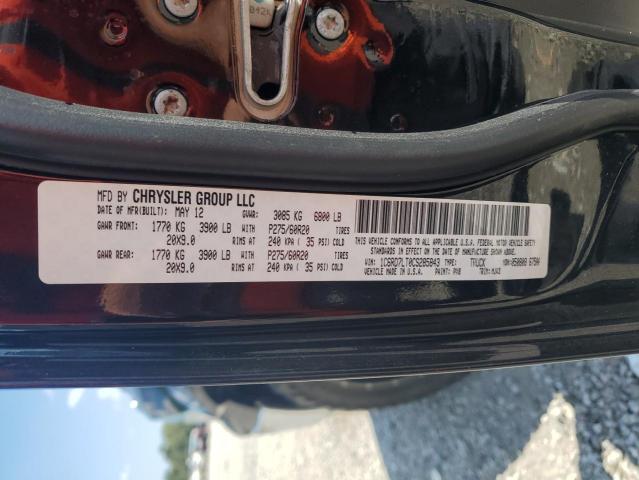 MFD BY CHRYSLER GROUP LLC
DATE OF MFR(BUILT): MAY 12 GVWR: 3085 KG 6800 LB
GAWR FRONT: 1770 KG 3900 LB WITH P275/60R20 TIRES
20X9.0 RIMS AT 240 KPA ( 35 PSI) COLD
GAWR REAR: 1770 KG 3900 LB WITH P275/60R20 TIRES
20X9.0 RIMS AT 240 KPA ( 35 PSI) COLD
THIS VEHICLE CONFORMS TO ALL APPLICABLE U.S.A. FEDERAL MOTOR VEHICLE SAFETY
STANDARDS IN EFFECT ON THE DATE OF MANUFACTURE SHOWN ABOVE.
VIN: 1C6RD7LT0CS285043 TYPE: TRUCK
VEHICLE MADE IN U.S.A. PAINT: TRIM: